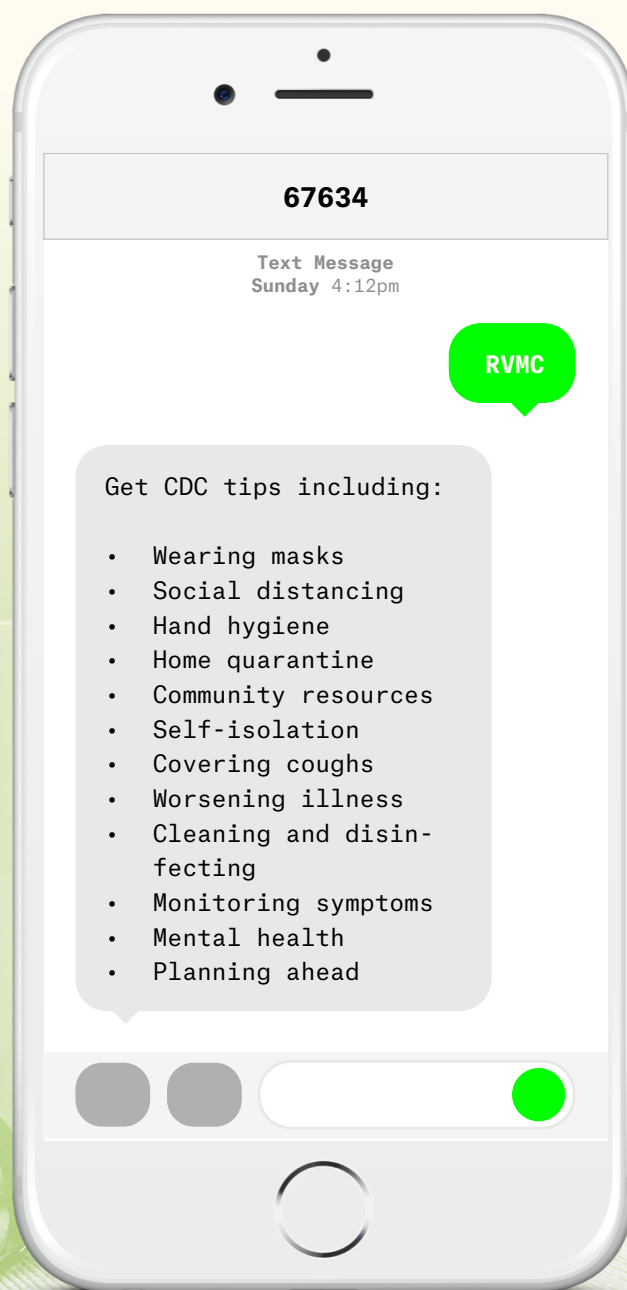 67634
Text Message
Sunday 4:12pm
RVMC
Get CDC tips including:
• Wearing masks
• Social distancing
• Hand hygiene
• Home quarantine
• Community resources
• Self-isolation
• Covering coughs
• Worsening illness
• Cleaning and disin-
fecting
• Monitoring symptoms
• Mental health
• Planning ahead